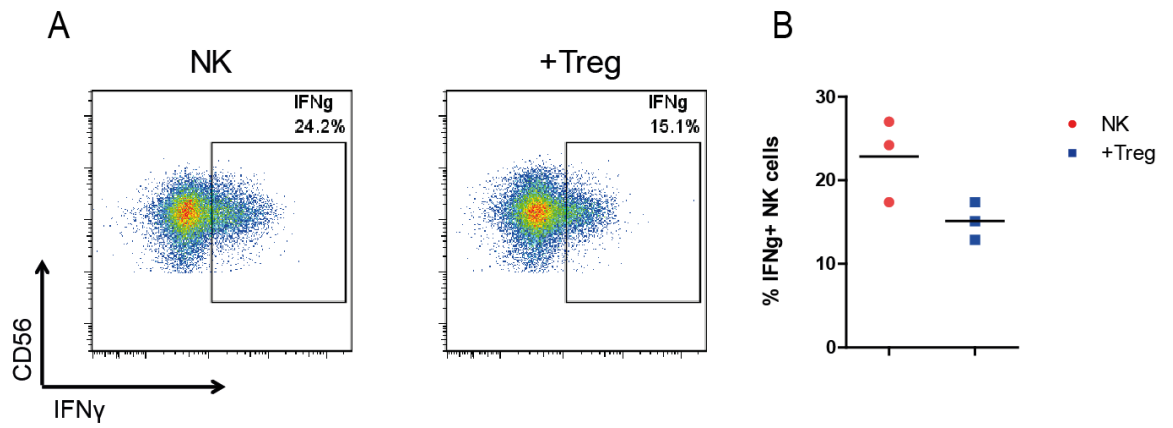 A
NK
IFNg
24.2%
CD56
IFNγ
+Treg
IFNg
15.1%
B
30
20
10
0
% IFNg+ NK cells
NK
+Treg